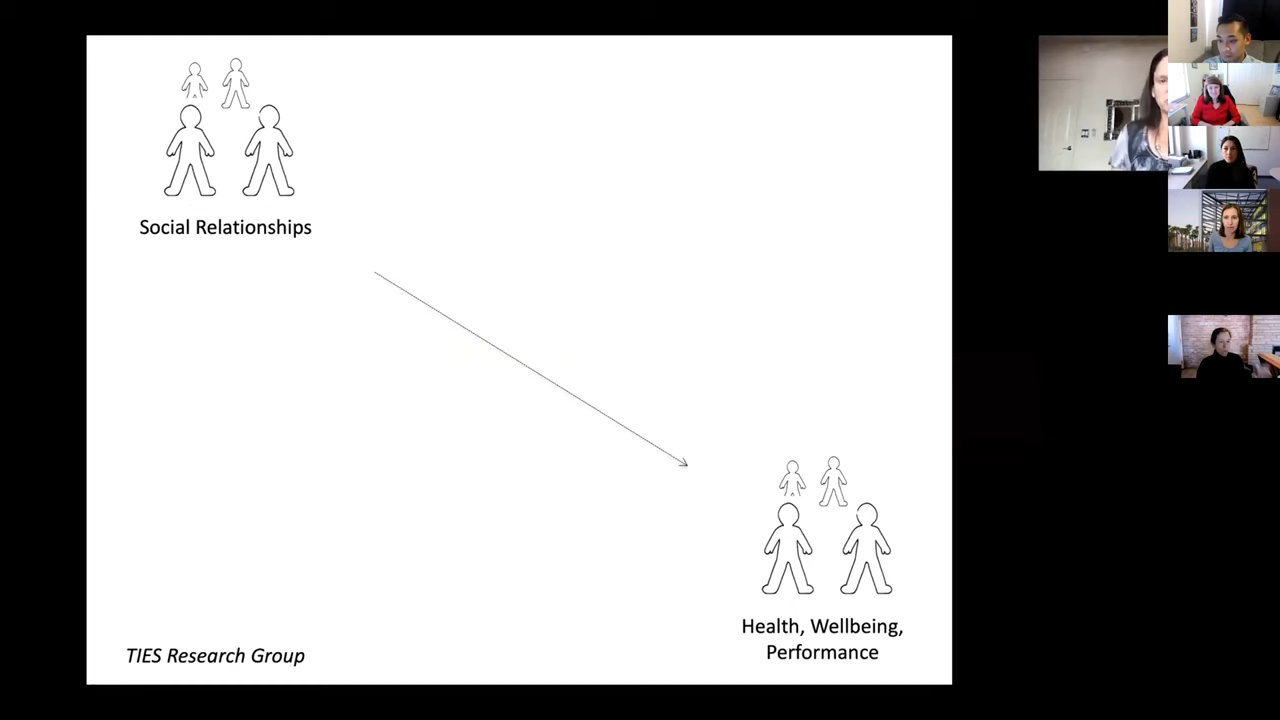 Social Relationships
Health, Wellbeing,
Performance
TIES Research Group